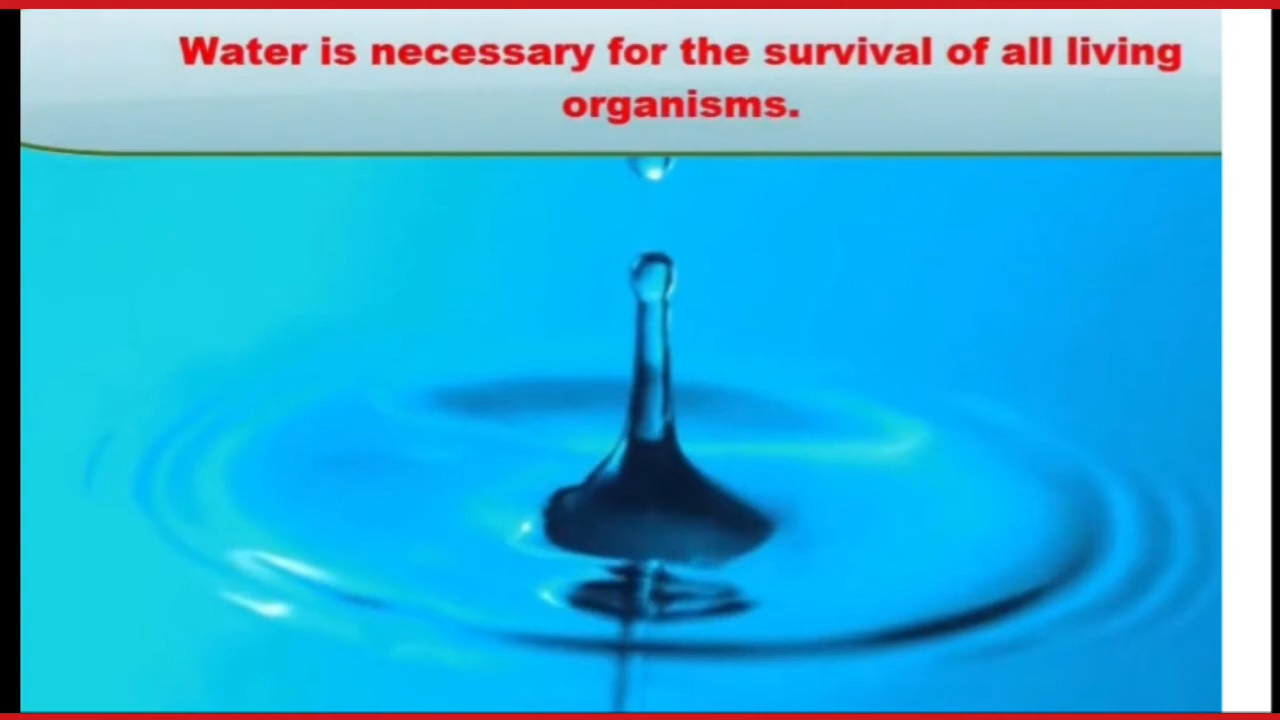 Water is necessary for the survival of all living
organisms.